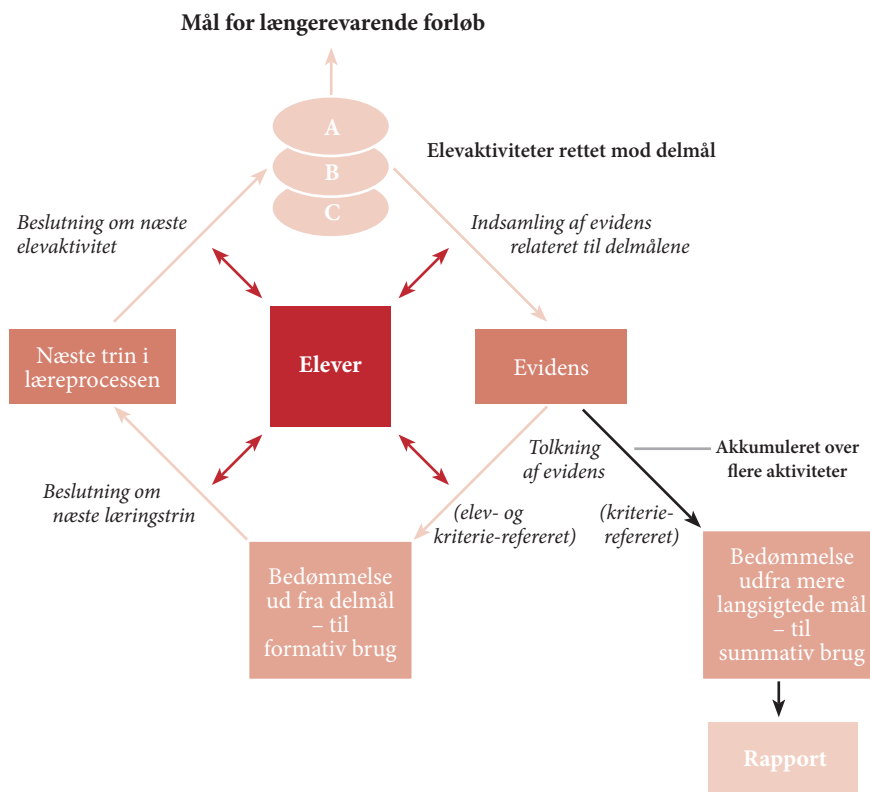 Mål for længerevarende forløb
A
B
C
Elevaktiviteter rettet mod delmål
Beslutning om næste
elevaktivitet
Indsamling af evidens
relateret til delmålene
Næste trin i
læreprocessen
Elever
Evidens
Tolkning
af evidens
Akkumuleret over
flere aktiviteter
Beslutning om
næste læringstrin
(elev- og
kriterie-refereret)
(kriterie-
refereret)
Bedømmelse
ud fra delmål
– til
formativ brug
Bedømmelse
udfra mere
langsigtede mål
– til
summativ brug
Rapport